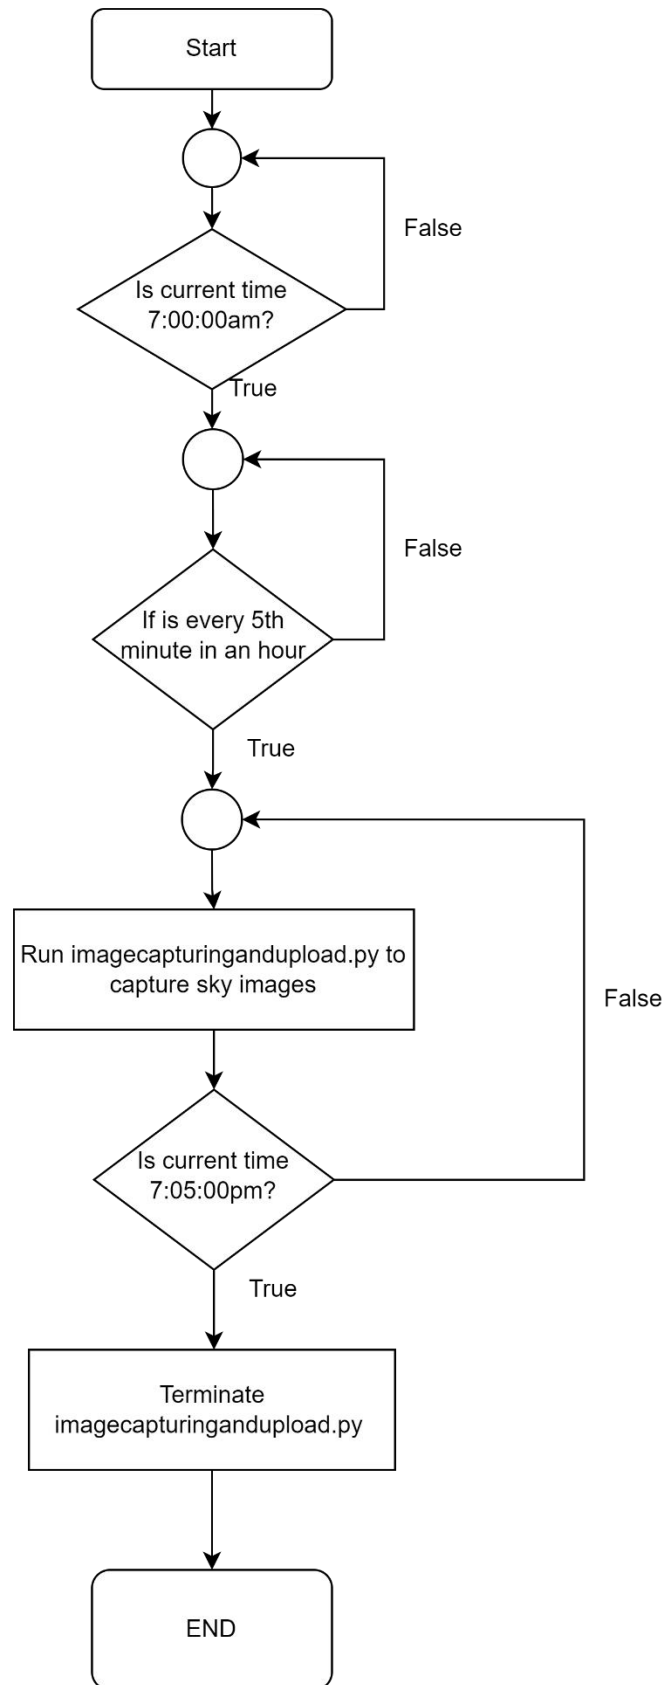 Start
False
Is current time
7:00:00am?
True
False
If is every 5th
minute in an hour
True
Run imagecapturingandupload.py to
capture sky images
False
Is current time
7:05:00pm?
True
Terminate
imagecapturingandupload.py
END